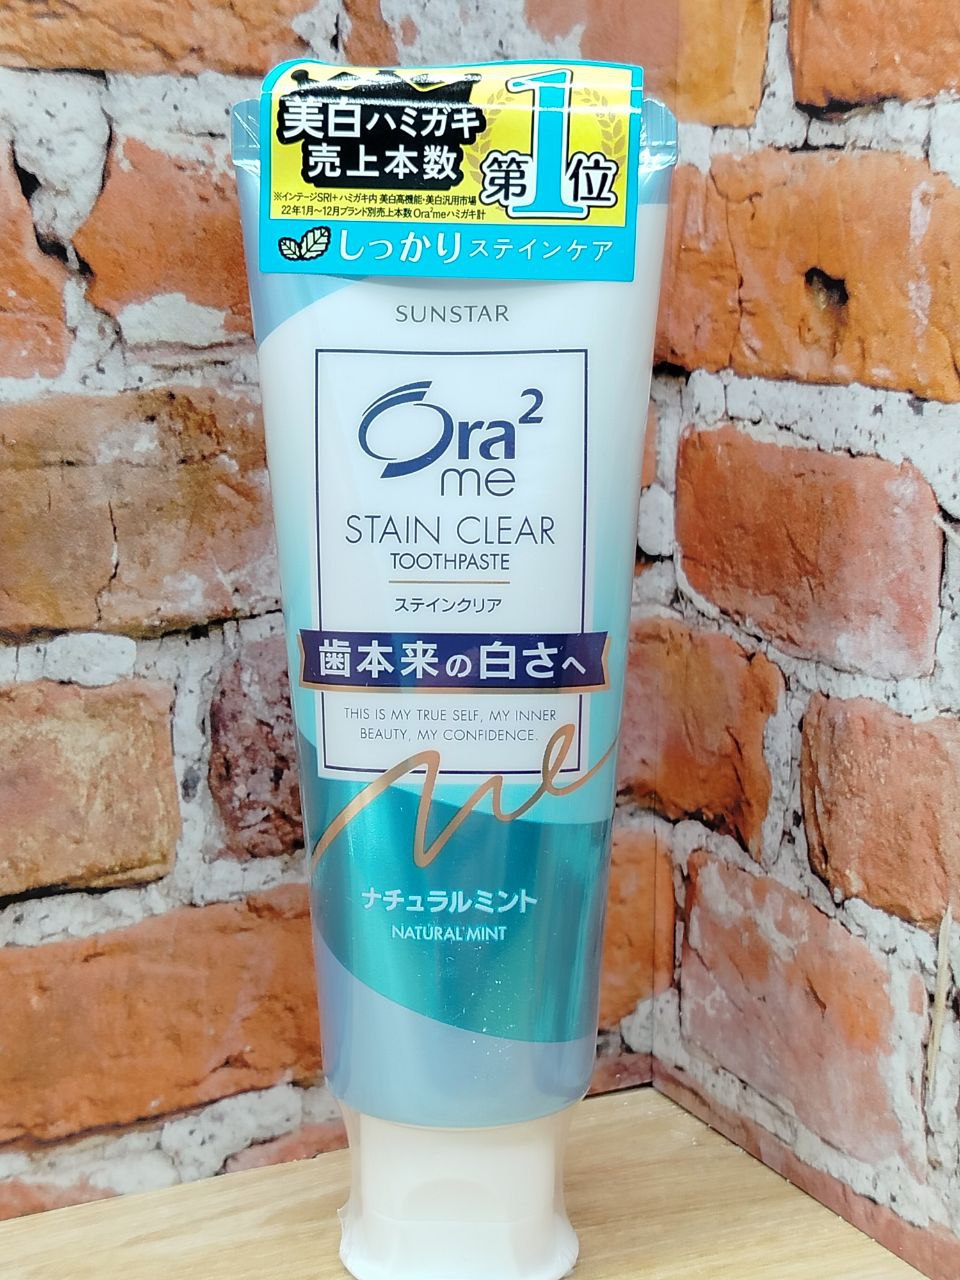 美白ハミガキ
売上本数
第1位
※インテージSRI+ ハミガキ内 美白高機能・美白汎用市場
22年1月〜12月ブランド別売上本数 Ora²meハミガキ計
しっかりステインケア
SUNSTAR
Ora²
me
STAIN CLEAR
TOOTHPASTE
ステインクリア
歯本来の白さへ
THIS IS MY TRUE SELF, MY INNER
BEAUTY, MY CONFIDENCE.
me
ナチュラルミント
NATURAL MINT